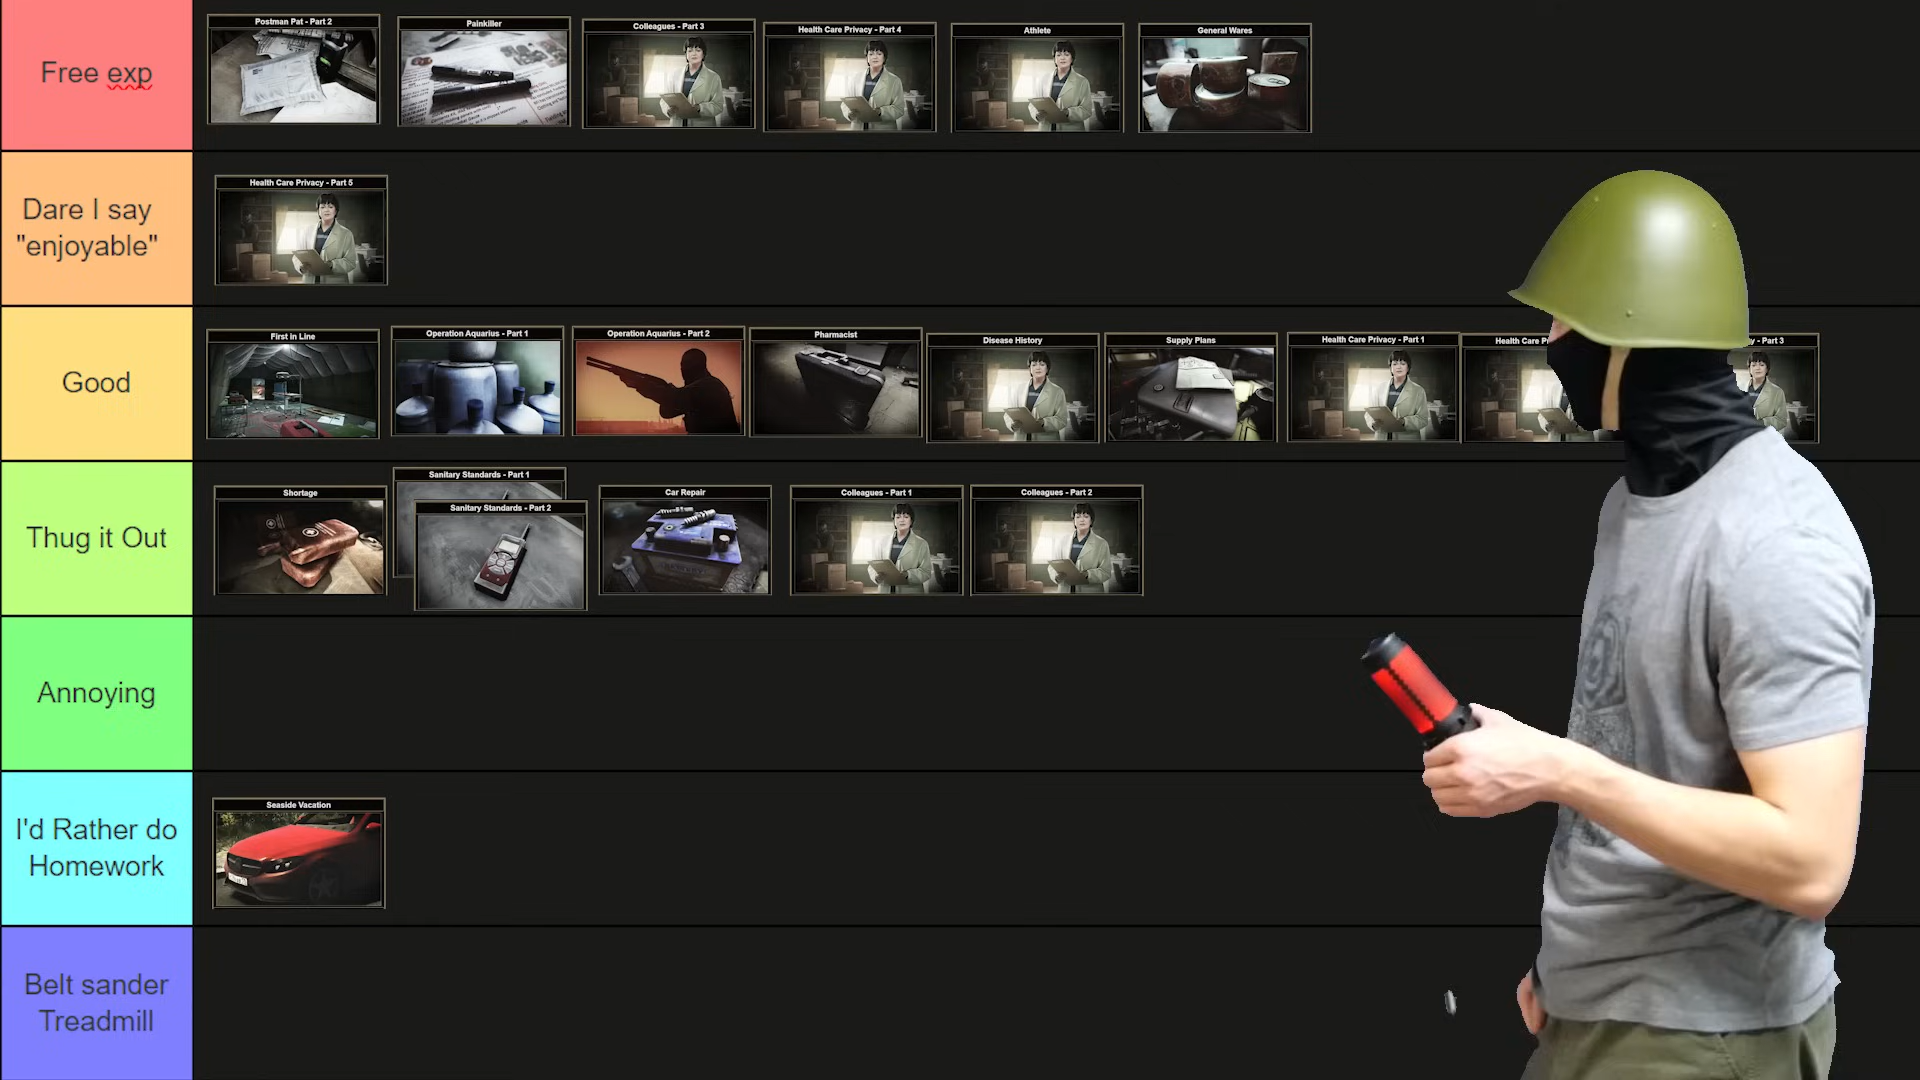 Free exp
Postman Pat - Part 2
Painkiller
Colleagues - Part 3
Health Care Privacy - Part 4
Athlete
General Wares
Dare I say
"enjoyable"
Health Care Privacy - Part 5
Good
First in Line
Operation Aquarius - Part 1
Operation Aquarius - Part 2
Pharmacist
Disease History
Supply Plans
Health Care Privacy - Part 1
Health Care P
- Part 3
Thug it Out
Shortage
Sanitary Standards - Part 1
Sanitary Standards - Part 2
Car Repair
Colleagues - Part 1
Colleagues - Part 2
Annoying
I'd Rather do
Homework
Seaside Vacation
Belt sander
Treadmill